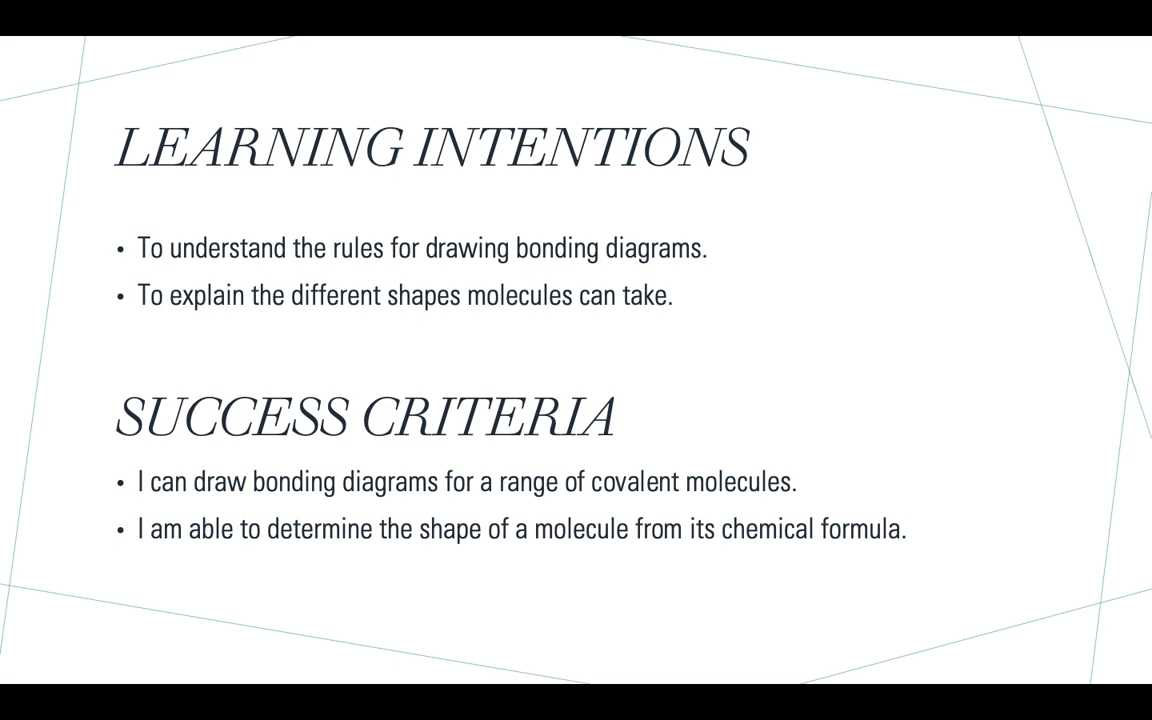 LEARNING INTENTIONS
• To understand the rules for drawing bonding diagrams.
• To explain the different shapes molecules can take.
SUCCESS CRITERIA
• I can draw bonding diagrams for a range of covalent molecules.
• I am able to determine the shape of a molecule from its chemical formula.